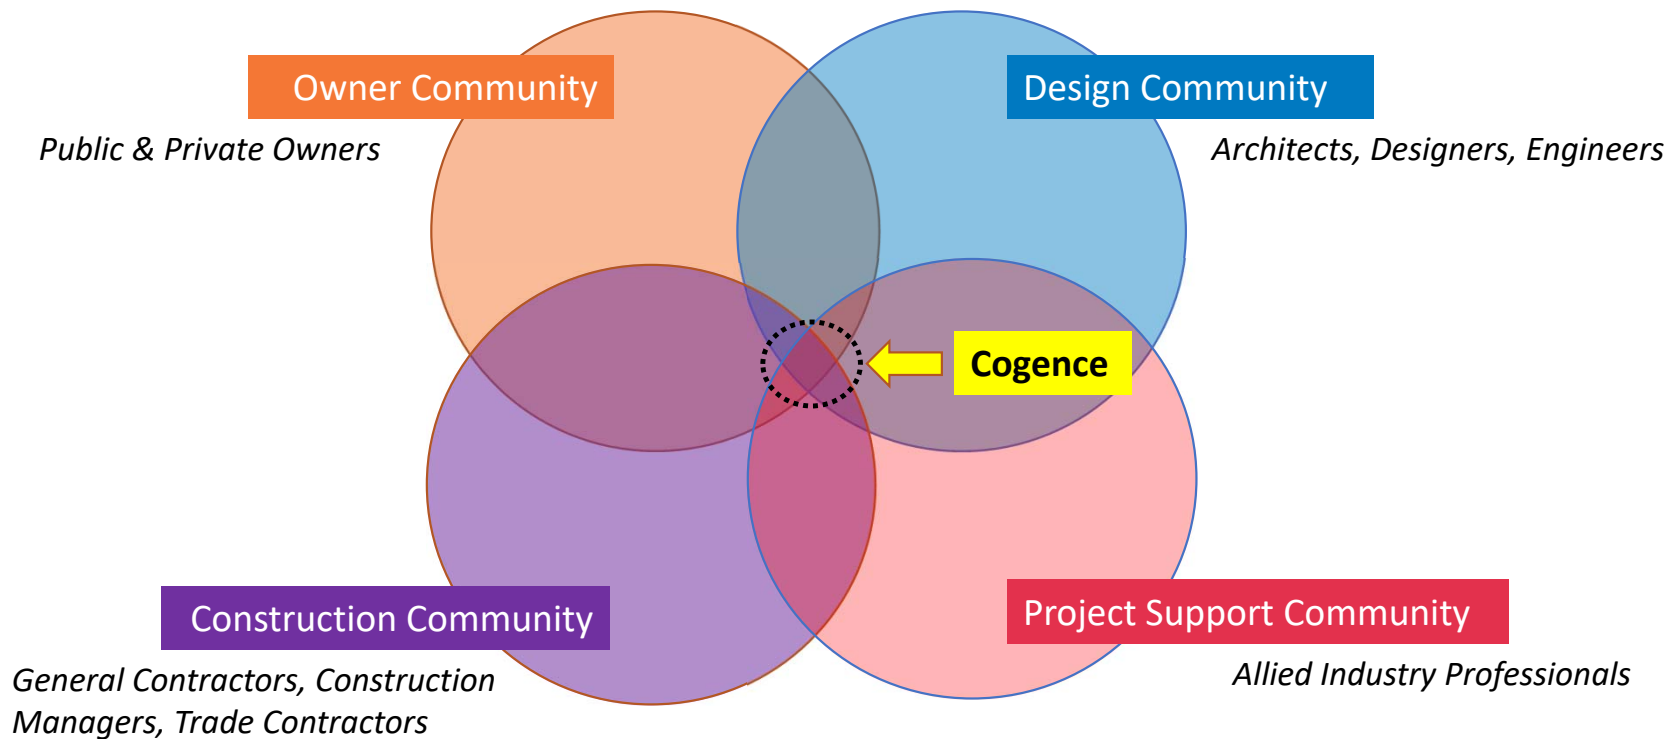 Owner Community
Public & Private Owners
Design Community
Architects, Designers, Engineers
Cogence
Construction Community
General Contractors, Construction
Managers, Trade Contractors
Project Support Community
Allied Industry Professionals